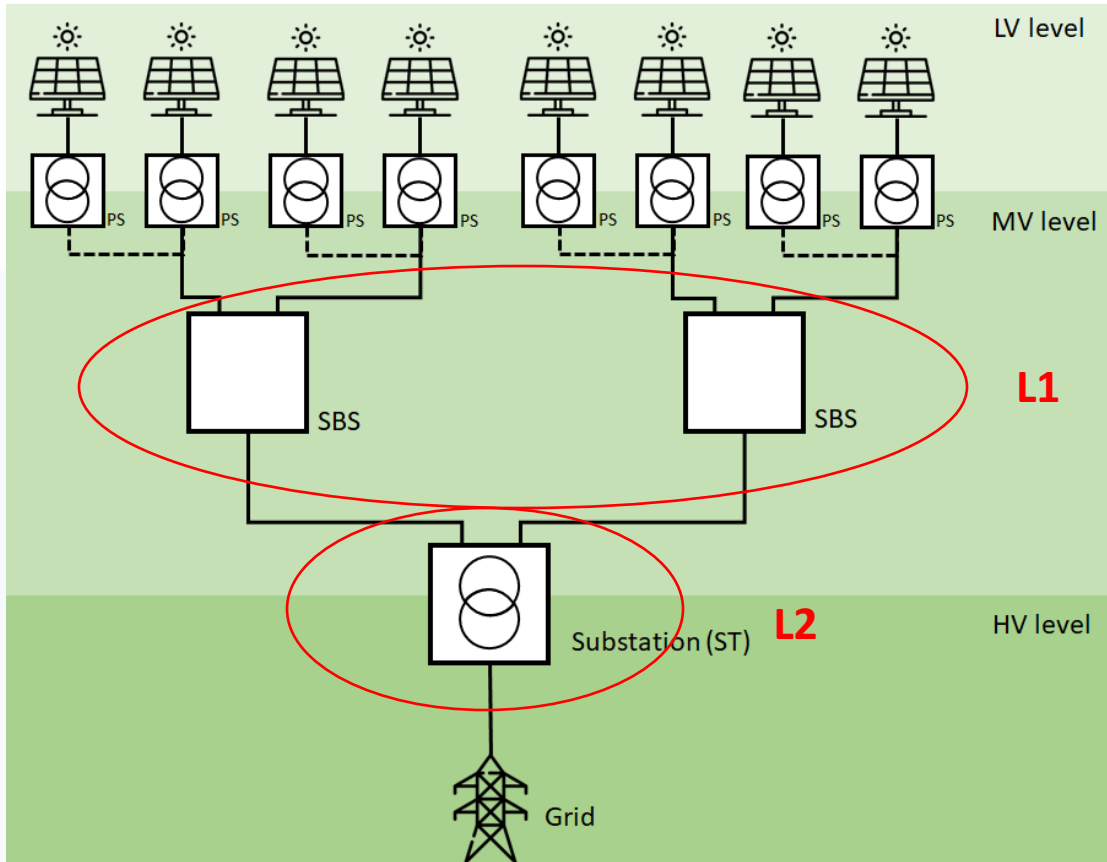 LV level
PS PS PS PS PS PS PS PS
MV level
SBS
SBS
L1
L2
Substation (ST)
HV level
Grid